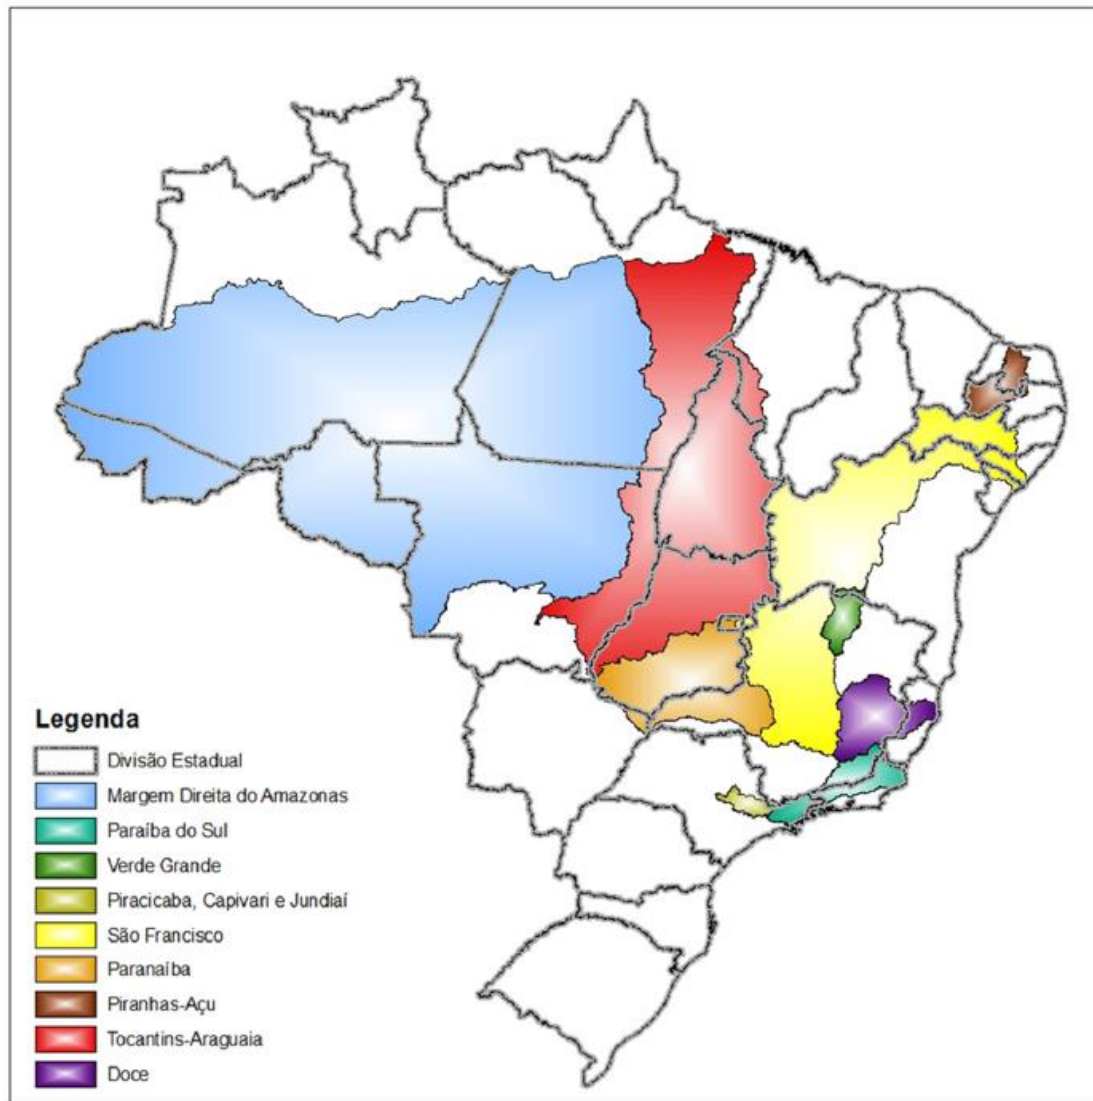 Legenda
Divisão Estadual
Margem Direita do Amazonas
Paraíba do Sul
Verde Grande
Piracicaba, Capivari e Jundiaí
São Francisco
Paranaíba
Piranhas-Açu
Tocantins-Araguaia
Doce